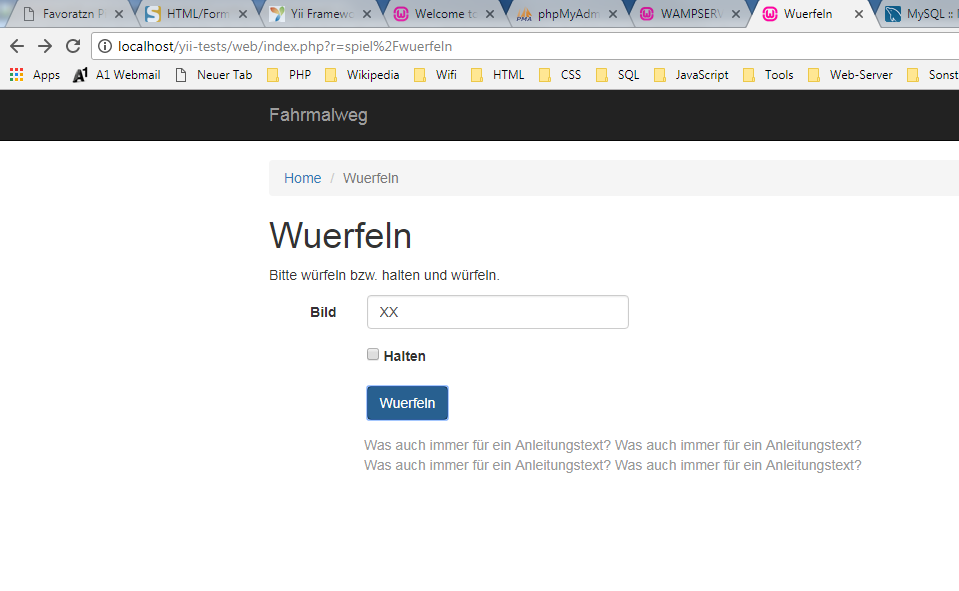 Favoratzn P HTML/Form Yii Framewo Welcome to phpMyAdm WAMPSERV Wuerfeln MySQL ::
localhost/yii-tests/web/index.php?r=spiel%2Fwuerfeln
Apps A1 A1 Webmail Neuer Tab PHP Wikipedia Wifi HTML CSS SQL JavaScript Tools Web-Server Sonst
Fahrmalweg
Home / Wuerfeln
Wuerfeln
Bitte würfeln bzw. halten und würfeln.
Bild XX
Halten
Wuerfeln
Was auch immer für ein Anleitungstext? Was auch immer für ein Anleitungstext?
Was auch immer für ein Anleitungstext? Was auch immer für ein Anleitungstext?